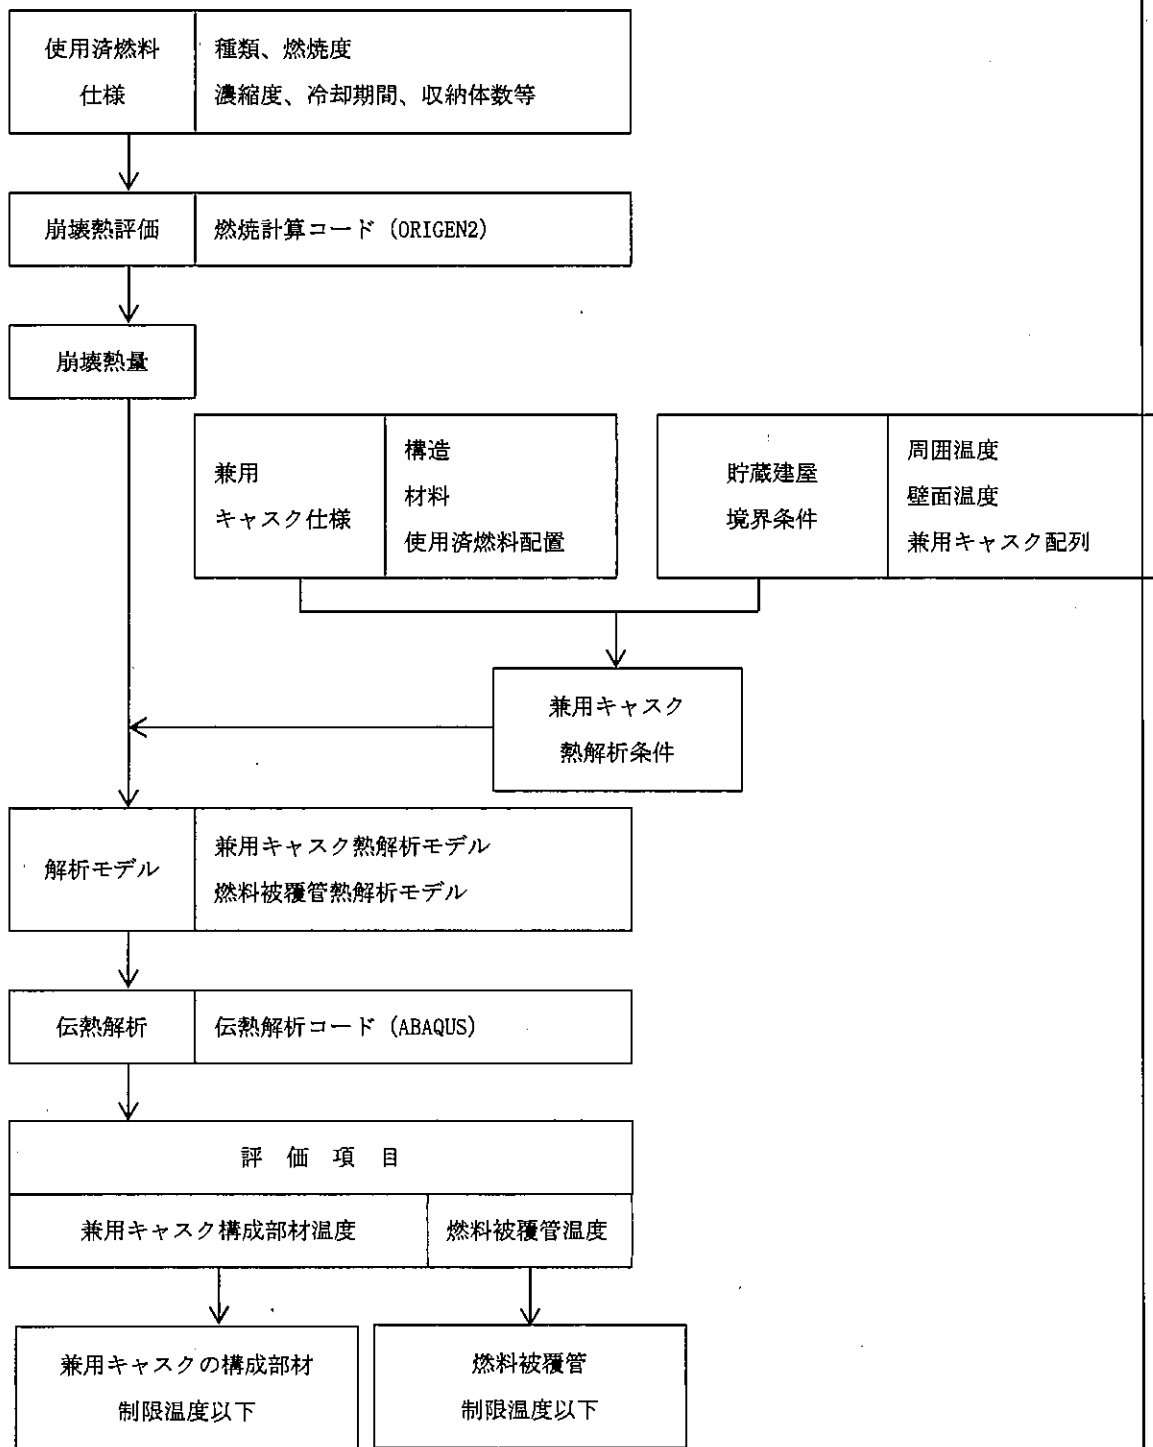 使用済燃料
仕様
種類、燃焼度
濃縮度、冷却期間、収納体数等
崩壊熱評価
燃焼計算コード (ORIGEN2)
崩壊熱量
兼用
キャスク仕様
構造
材料
使用済燃料配置
貯蔵建屋
境界条件
周囲温度
壁面温度
兼用キャスク配列
兼用キャスク
熱解析条件
解析モデル
兼用キャスク熱解析モデル
燃料被覆管熱解析モデル
伝熱解析
伝熱解析コード (ABAQUS)
評 価 項 目
兼用キャスク構成部材温度
燃料被覆管温度
兼用キャスクの構成部材
制限温度以下
燃料被覆管
制限温度以下